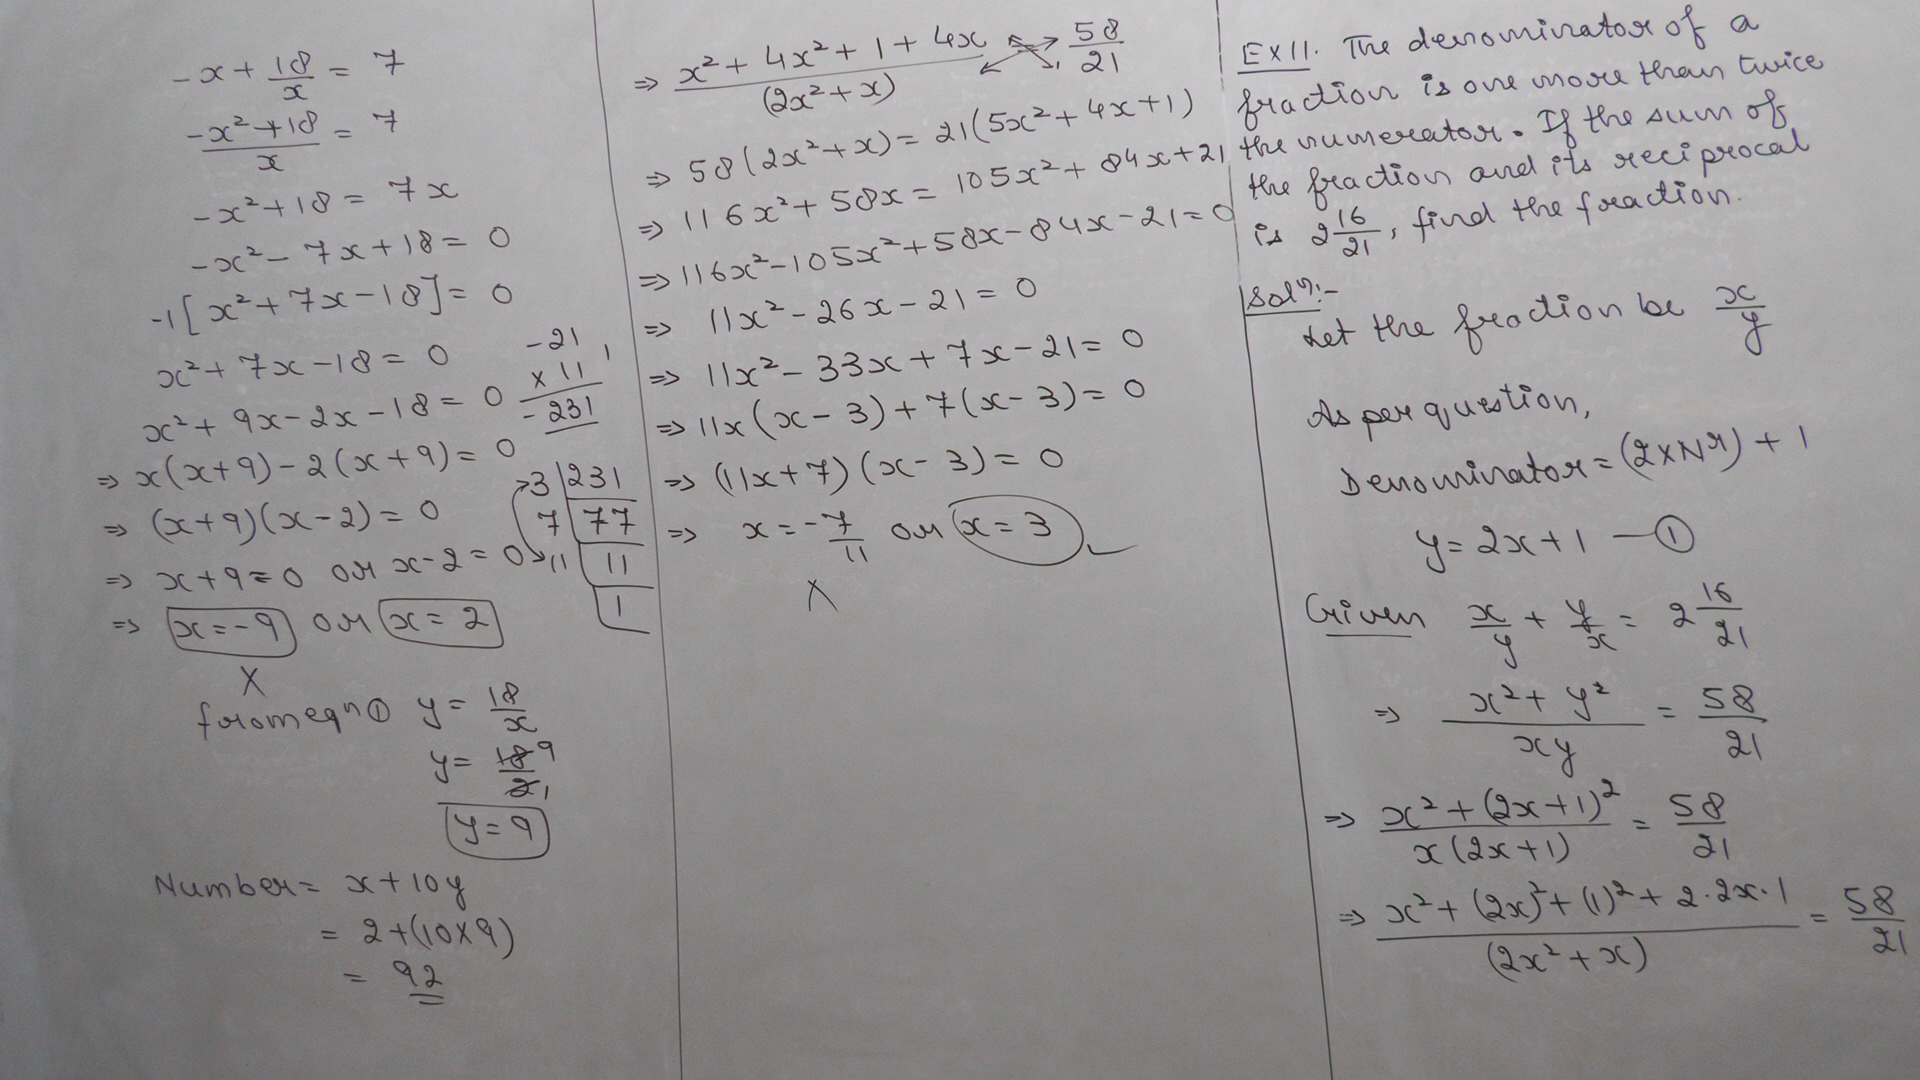 -x + 18/x = 7
(-x² + 18)/x = 7
-x² + 18 = 7x
-x² - 7x + 18 = 0
-1[x² + 7x - 18] = 0
x² + 7x - 18 = 0
x² + 9x - 2x - 18 = 0
⇒ x(x+9) - 2(x+9) = 0
⇒ (x+9)(x-2) = 0
⇒ x+9=0 or x-2=0
⇒ x=-9 or x=2
X
from eqn ① y = 18/x
y = 18/2 9/1
y=9
Number = x+10y
= 2+(10×9)
= 92
-21
×11
-231
3 | 231
7 | 77
11 | 11
1
⇒ (x² + 4x² + 1 + 4x)/(2x² + x) 58/21
⇒ 58(2x² + x) = 21(5x² + 4x + 1)
⇒ 116x² + 58x = 105x² + 84x + 21
⇒ 116x² - 105x² + 58x - 84x - 21 = 0
⇒ 11x² - 26x - 21 = 0
⇒ 11x² - 33x + 7x - 21 = 0
⇒ 11x(x-3) + 7(x-3) = 0
⇒ (11x+7)(x-3) = 0
⇒ x = -7/11 or x=3
X
EX11. The denominator of a
fraction is one more than twice
the numerator. If the sum of
the fraction and its reciprocal
is 2 16/21, find the fraction.
Solⁿ:-
Let the fraction be x/y
As per question,
Denominator = (2×Nʳ) + 1
y = 2x+1 — ①
Given x/y + y/x = 2 16/21
⇒ (x² + y²)/xy = 58/21
⇒ (x² + (2x+1)²)/x(2x+1) = 58/21
⇒ (x² + (2x)² + (1)² + 2·2x·1)/(2x² + x) = 58/21